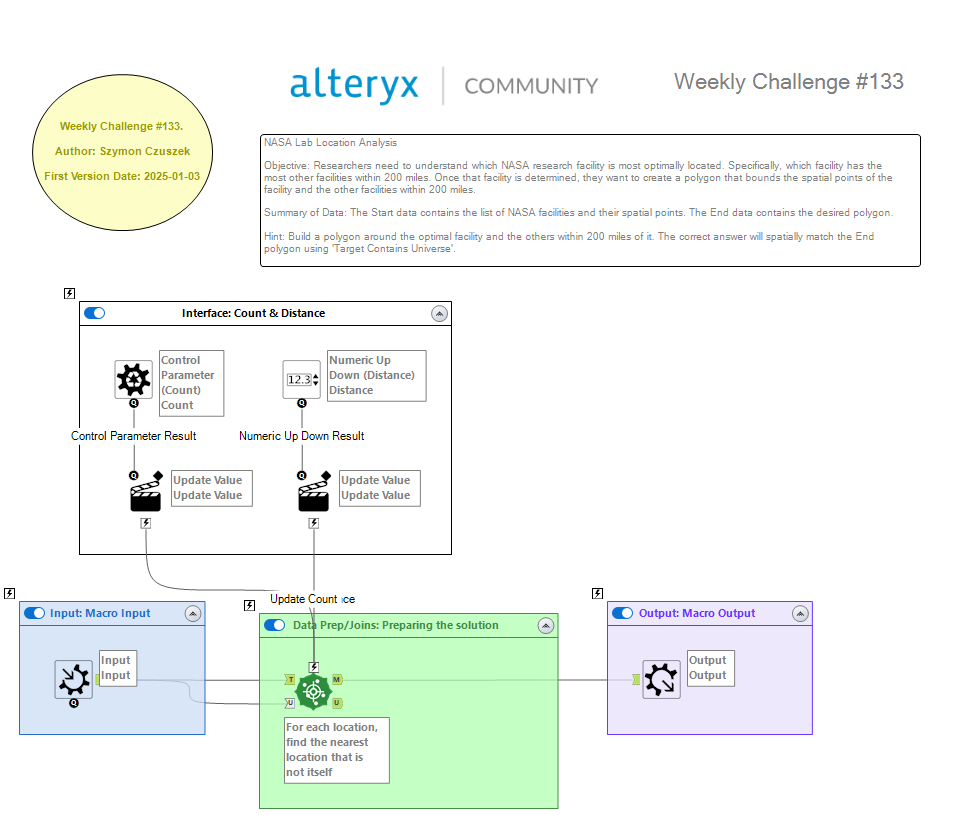 alteryx | COMMUNITY
Weekly Challenge #133
Weekly Challenge #133.
Author: Szymon Czuszek
First Version Date: 2025-01-03
NASA Lab Location Analysis
Objective: Researchers need to understand which NASA research facility is most optimally located. Specifically, which facility has the
most other facilities within 200 miles. Once that facility is determined, they want to create a polygon that bounds the spatial points of the
facility and the other facilities within 200 miles.
Summary of Data: The Start data contains the list of NASA facilities and their spatial points. The End data contains the desired polygon.
Hint: Build a polygon around the optimal facility and the others within 200 miles of it. The correct answer will spatially match the End
polygon using 'Target Contains Universe'.
Interface: Count & Distance
Control
Parameter
(Count)
Count
12.3
Numeric Up
Down (Distance)
Distance
Control Parameter Result
Numeric Up Down Result
Update Value
Update Value
Update Value
Update Value
Update Count
Input: Macro Input
Input
Input
Data Prep/Joins: Preparing the solution
T
M
U
U
For each location,
find the nearest
location that is
not itself
Output: Macro Output
Output
Output